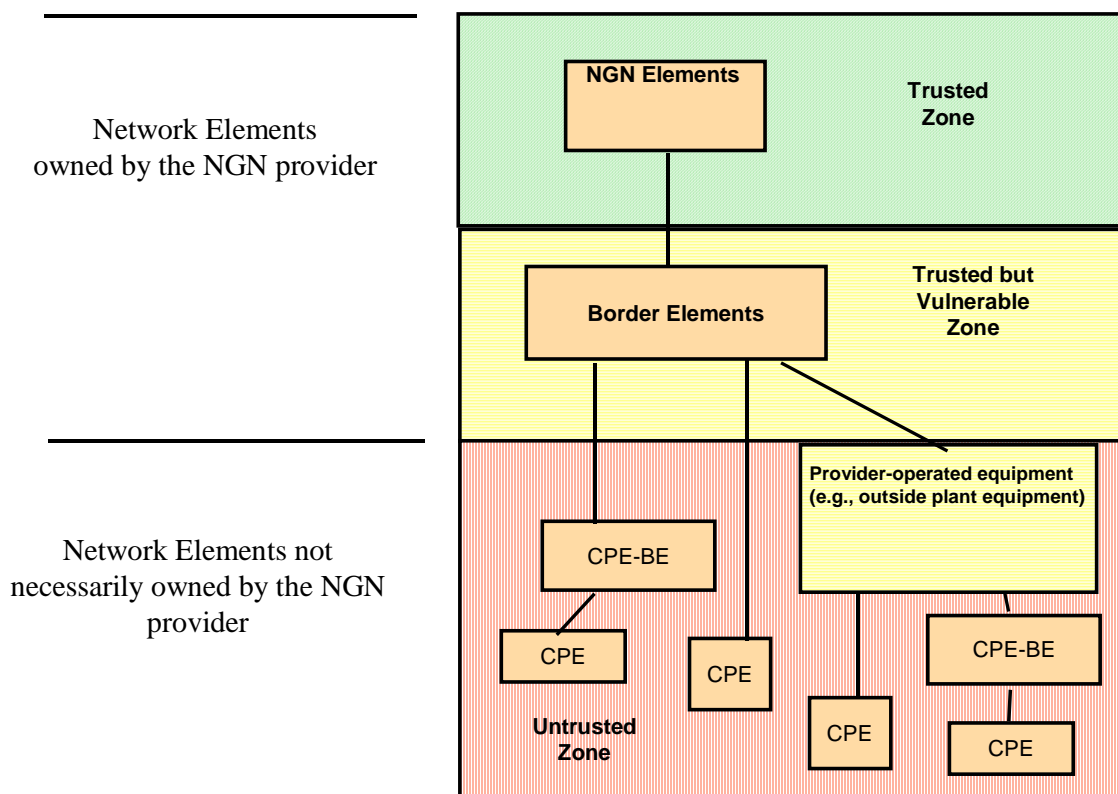 NGN Elements
Trusted
Zone
Network Elements
owned by the NGN provider
Trusted but
Vulnerable
Zone
Border Elements
Provider-operated equipment
(e.g., outside plant equipment)
Network Elements not
necessarily owned by the NGN
provider
CPE-BE
CPE
CPE
CPE-BE
CPE
CPE
Untrusted
Zone